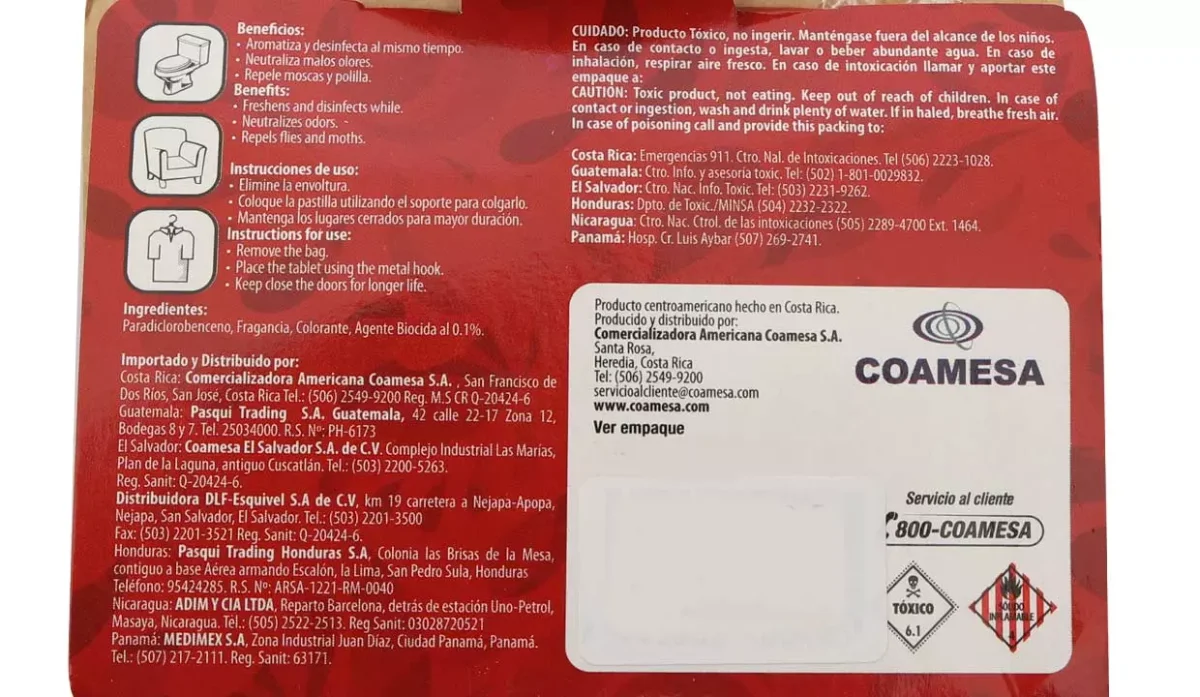 Beneficios:
• Aromatiza y desinfecta al mismo tiempo.
• Neutraliza malos olores.
• Repele moscas y polilla.
Benefits:
• Freshens and disinfects while.
• Neutralizes odors.
• Repels flies and moths.
Instrucciones de uso:
• Elimine la envoltura.
• Coloque la pastilla utilizando el soporte para colgarlo.
• Mantenga los lugares cerrados para mayor duración.
Instructions for use:
• Remove the bag.
• Place the tablet using the metal hook.
• Keep close the doors for longer life.
Ingredientes:
Paradiclorobenceno, Fragancia, Colorante, Agente Biocida al 0.1%.
Importado y Distribuido por:
Costa Rica: Comercializadora Americana Coamesa S.A. , San Francisco de
Dos Ríos, San José, Costa Rica Tel.: (506) 2549-9200 Reg. M.S CR Q-20424-6
Guatemala: Pasqui Trading S.A. Guatemala, 42 calle 22-17 Zona 12,
Bodegas 8 y 7. Tel. 25034000. R.S. Nº: PH-6173
El Salvador: Coamesa El Salvador S.A. de C.V. Complejo Industrial Las Marías,
Plan de la Laguna, antiguo Cuscatlán. Tel.: (503) 2200-5263.
Reg. Sanit: Q-20424-6.
Distribuidora DLF-Esquivel S.A de C.V, km 19 carretera a Nejapa-Apopa,
Nejapa, San Salvador, El Salvador. Tel.: (503) 2201-3500
Fax: (503) 2201-3521 Reg. Sanit: Q-20424-6.
Honduras: Pasqui Trading Honduras S.A, Colonia las Brisas de la Mesa,
contiguo a base Aérea armando Escalón, la Lima, San Pedro Sula, Honduras
Teléfono: 95424285. R.S. Nº: ARSA-1221-RM-0040
Nicaragua: ADIM Y CIA LTDA, Reparto Barcelona, detrás de estación Uno-Petrol,
Masaya, Nicaragua. Tel.: (505) 2522-2513. Reg Sanit: 03028720521
Panamá: MEDIMEX S.A, Zona Industrial Juan Díaz, Ciudad Panamá, Panamá.
Tel.: (507) 217-2111. Reg. Sanit: 63171.
CUIDADO: Producto Tóxico, no ingerir. Manténgase fuera del alcance de los niños.
En caso de contacto o ingesta, lavar o beber abundante agua. En caso de
inhalación, respirar aire fresco. En caso de intoxicación llamar y aportar este
empaque a:
CAUTION: Toxic product, not eating. Keep out of reach of children. In case of
contact or ingestion, wash and drink plenty of water. If in haled, breathe fresh air.
In case of poisoning call and provide this packing to:
Costa Rica: Emergencias 911. Ctro. Nal. de Intoxicaciones. Tel (506) 2223-1028.
Guatemala: Ctro. Info. y asesoría toxic. Tel: (502) 1-801-0029832.
El Salvador: Ctro. Nac. Info. Toxic. Tel: (503) 2231-9262.
Honduras: Dpto. de Toxic./MINSA (504) 2232-2322.
Nicaragua: Ctro. Nac. Ctrol. de las intoxicaciones (505) 2289-4700 Ext. 1464.
Panamá: Hosp. Cr. Luis Aybar (507) 269-2741.
Producto centroamericano hecho en Costa Rica.
Producido y distribuido por:
Comercializadora Americana Coamesa S.A.
Santa Rosa,
Heredia, Costa Rica
Tel: (506) 2549-9200
servicioalcliente@coamesa.com
www.coamesa.com
Ver empaque
COAMESA
Servicio al cliente
800-COAMESA
TÓXICO
6.1
SÓLIDO
INFLAMABLE
4